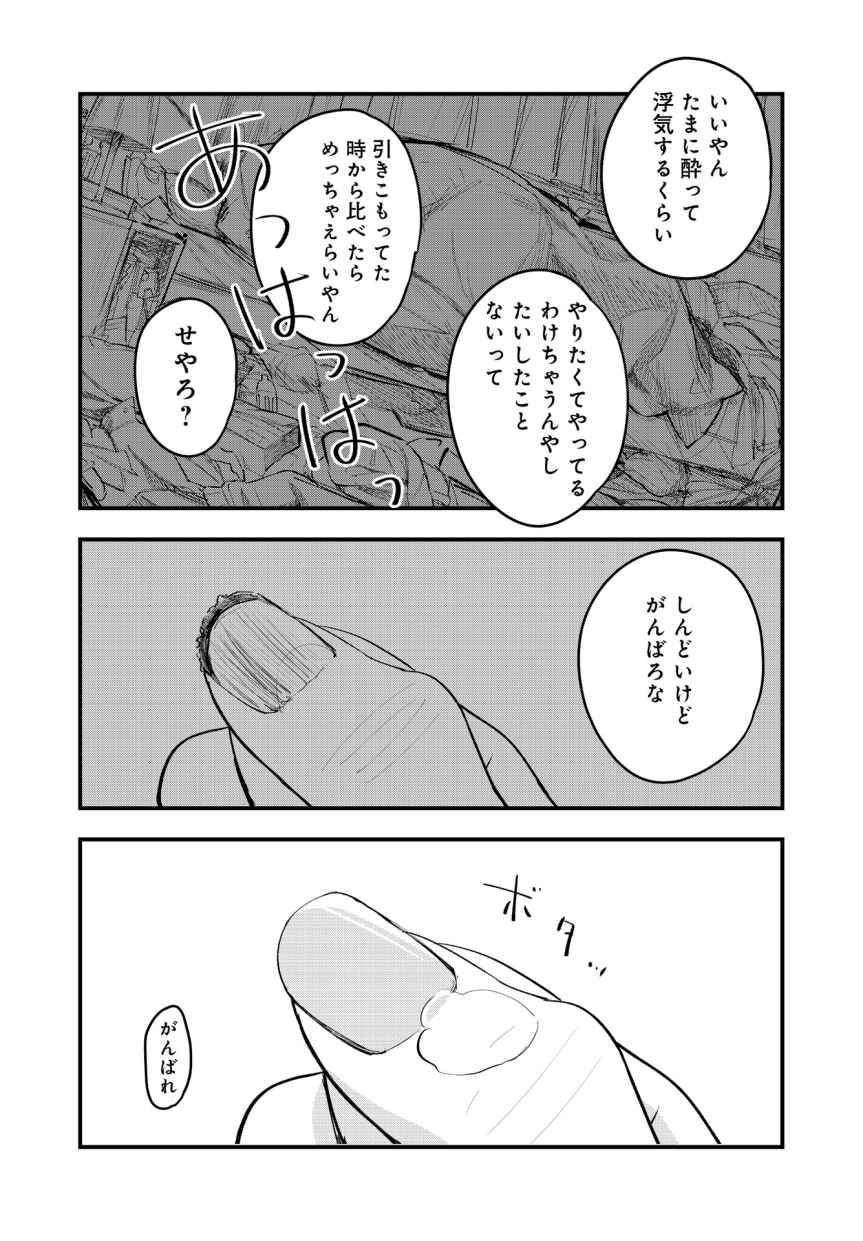 いいやん
たまに酔って
浮気するくらい
やりたくてやってる
わけちゃうんやし
たいしたこと
ないって
引きこもってた
時から比べたら
めっちゃえらいやん
あっはっはっ
せやろ?
しんどいけど
がんばろな
ボタ…
がんばれ